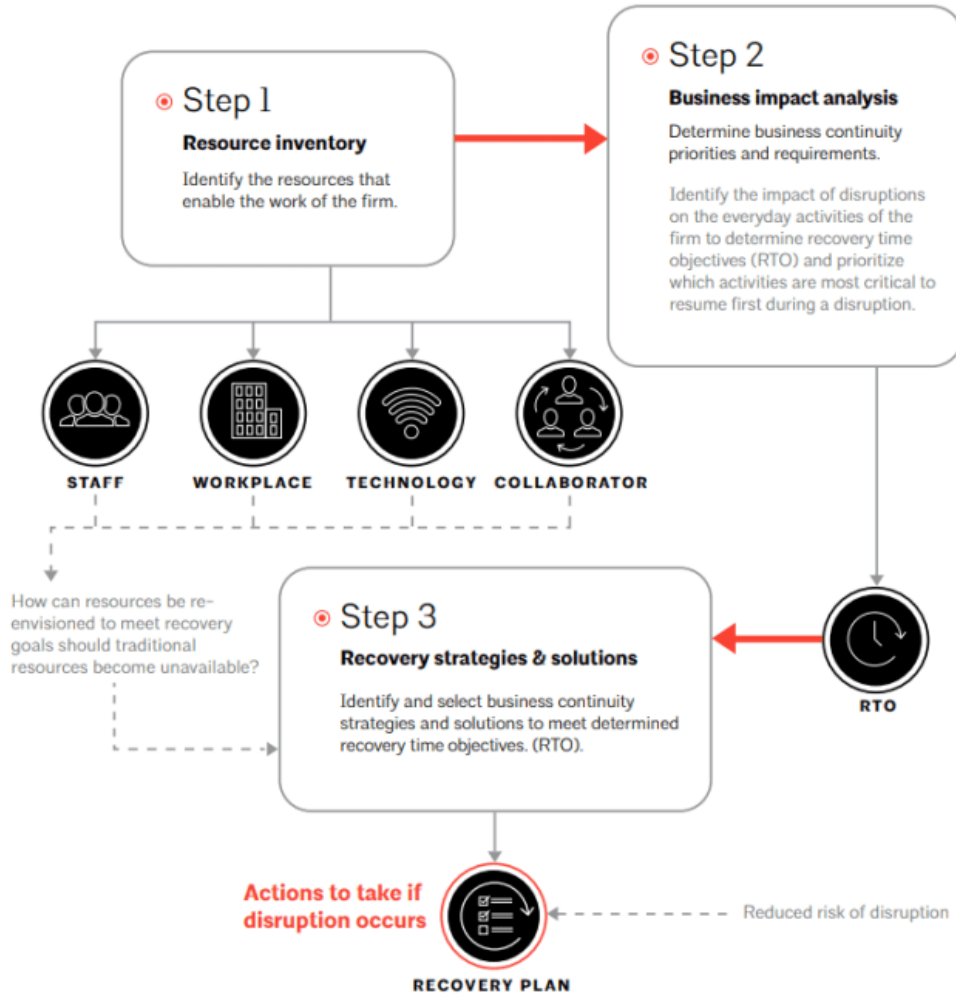 Step 1
Resource inventory
Identify the resources that
enable the work of the firm.
Step 2
Business impact analysis
Determine business continuity
priorities and requirements.
Identify the impact of disruptions
on the everyday activities of the
firm to determine recovery time
objectives (RTO) and prioritize
which activities are most critical to
resume first during a disruption.
STAFF
WORKPLACE
TECHNOLOGY
COLLABORATOR
How can resources be re-
envisioned to meet recovery
goals should traditional
resources become unavailable?
Step 3
Recovery strategies & solutions
Identify and select business continuity
strategies and solutions to meet determined
recovery time objectives. (RTO).
RTO
Actions to take if
disruption occurs
Reduced risk of disruption
RECOVERY PLAN